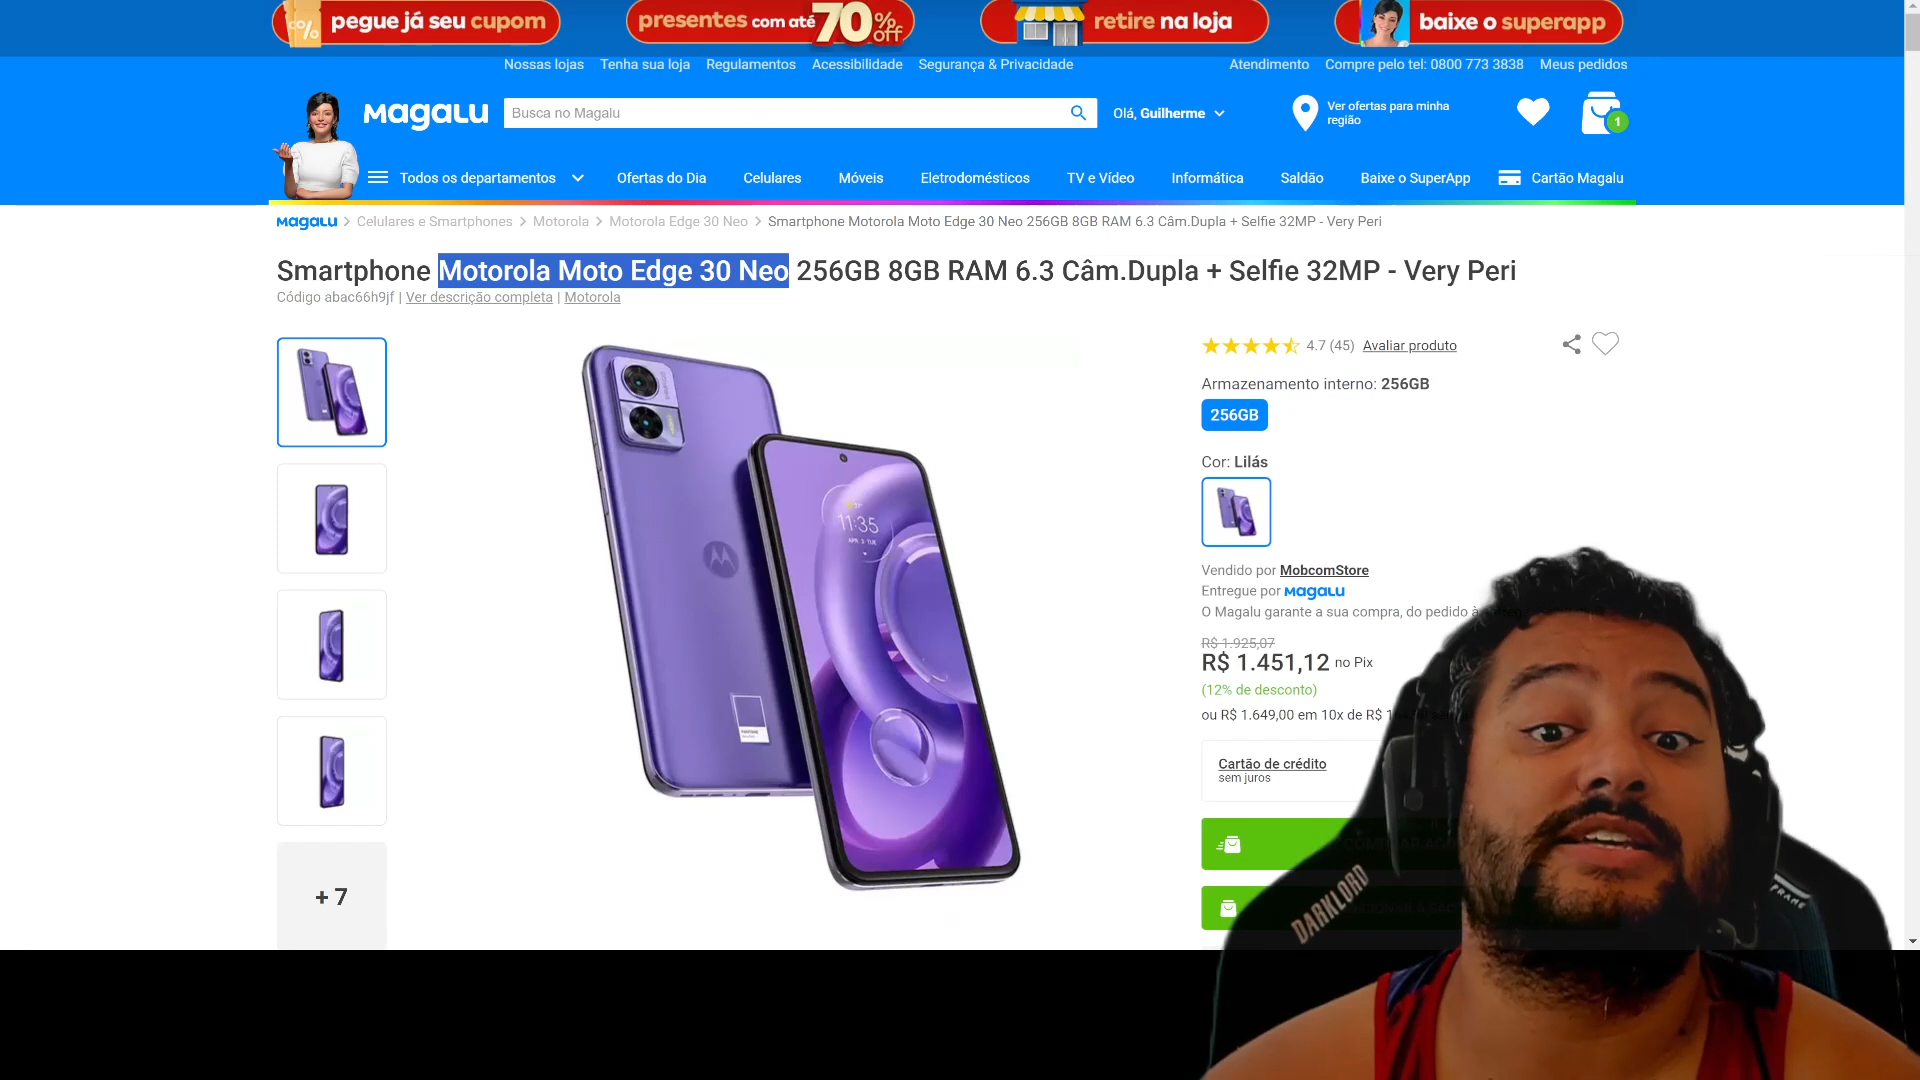 pegue já seu cupom
presentes com até 70% off
retire na loja
baixe o superapp
Nossas lojas Tenha sua loja Regulamentos Acessibilidade Segurança & Privacidade Atendimento Compre pelo tel: 0800 773 3838 Meus pedidos
Magalu
Busca no Magalu
Olá, Guilherme
Ver ofertas para minha
região
1
Todos os departamentos Ofertas do Dia Celulares Móveis Eletrodomésticos TV e Vídeo Informática Saldão Baixe o SuperApp Cartão Magalu
Magalu > Celulares e Smartphones > Motorola > Motorola Edge 30 Neo > Smartphone Motorola Moto Edge 30 Neo 256GB 8GB RAM 6.3 Câm.Dupla + Selfie 32MP - Very Peri
Smartphone Motorola Moto Edge 30 Neo 256GB 8GB RAM 6.3 Câm.Dupla + Selfie 32MP - Very Peri
Código abac66h9jf | Ver descrição completa | Motorola
4.7 (45) Avaliar produto
Armazenamento interno: 256GB
256GB
Cor: Lilás
11:35
Vendido por MobcomStore
Entregue por Magalu
O Magalu garante a sua compra, do pedido à
R$ 1.925,07
R$ 1.451,12 no Pix
(12% de desconto)
ou R$ 1.649,00 em 10x de R$
Cartão de crédito
sem juros
+ 7
DARKLORD